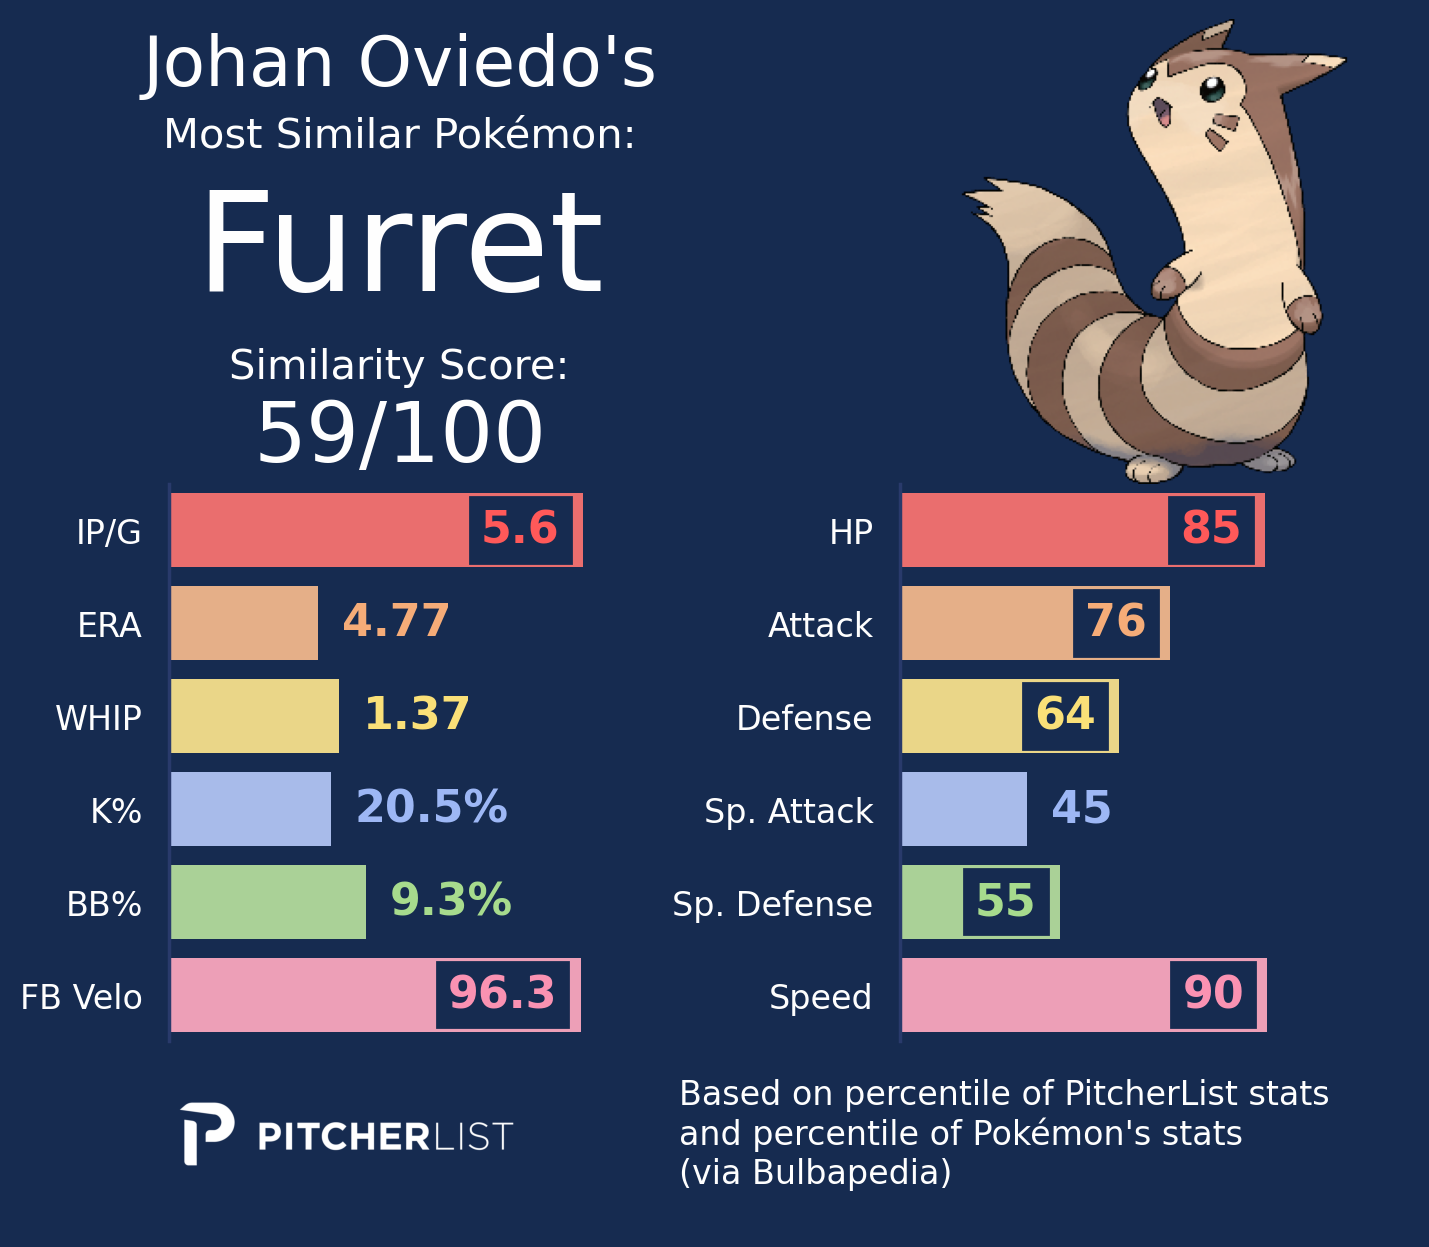 Johan Oviedo's
Most Similar Pokémon:
Furret
Similarity Score:
59/100
IP/G 5.6
ERA 4.77
WHIP 1.37
K% 20.5%
BB% 9.3%
FB Velo 96.3
HP 85
Attack 76
Defense 64
Sp. Attack 45
Sp. Defense 55
Speed 90
PITCHERLIST
Based on percentile of PitcherList stats
and percentile of Pokémon's stats
(via Bulbapedia)